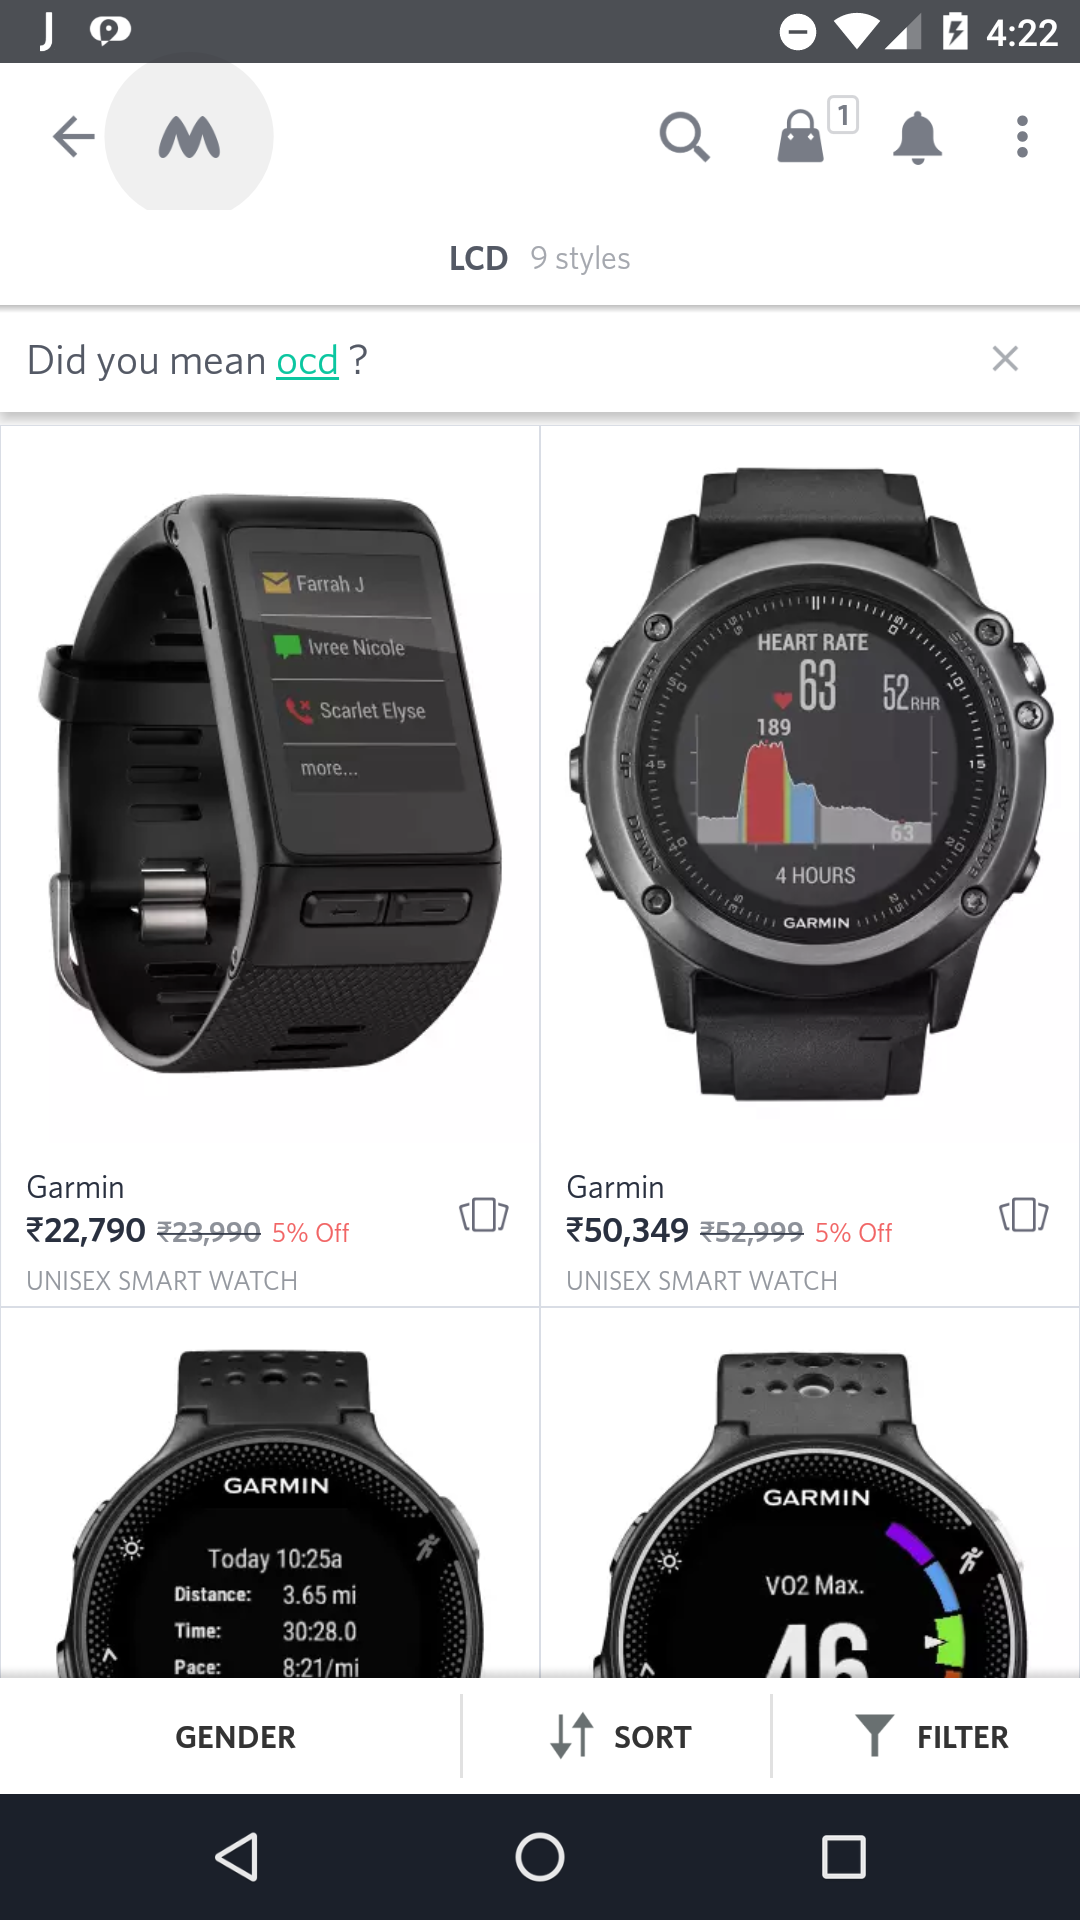 4:22
1
LCD 9 styles
Did you mean ocd ?
Farrah J
Ivree Nicole
Scarlet Elyse
more...
HEART RATE
63
52 RHR
189
63
4 HOURS
GARMIN
LIGHT
UP
DOWN
START•STOP
BACK•LAP
45
15
Garmin
₹22,790 ₹23,990 5% Off
UNISEX SMART WATCH
Garmin
₹50,349 ₹52,999 5% Off
UNISEX SMART WATCH
GARMIN
Today 10:25a
Distance: 3.65 mi
Time: 30:28.0
Pace: 8:21/mi
GARMIN
VO2 Max.
46
GENDER
SORT
FILTER